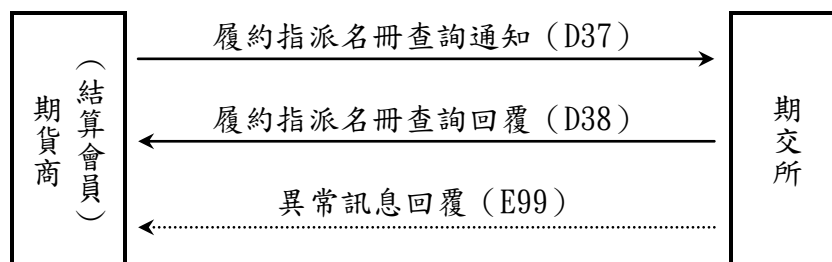 履約指派名冊查詢通知（D37）
期貨商
（結算會員）
履約指派名冊查詢回覆（D38）
期交所
異常訊息回覆（E99）